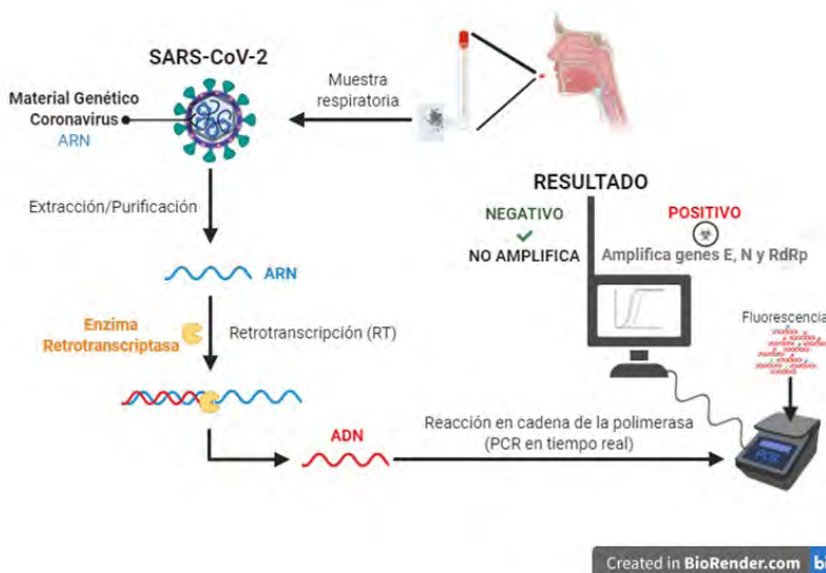 SARS-CoV-2
Muestra
respiratoria
Material Genético
Coronavirus
ARN
Extracción/Purificación
ARN
Enzima
Retrotranscriptasa
Retrotranscripción (RT)
ADN
Reacción en cadena de la polimerasa
(PCR en tiempo real)
RESULTADO
NEGATIVO
NO AMPLIFICA
POSITIVO
Amplifica genes E, N y RdRp
Fluorescencia
PCR
Created in BioRender.com bi